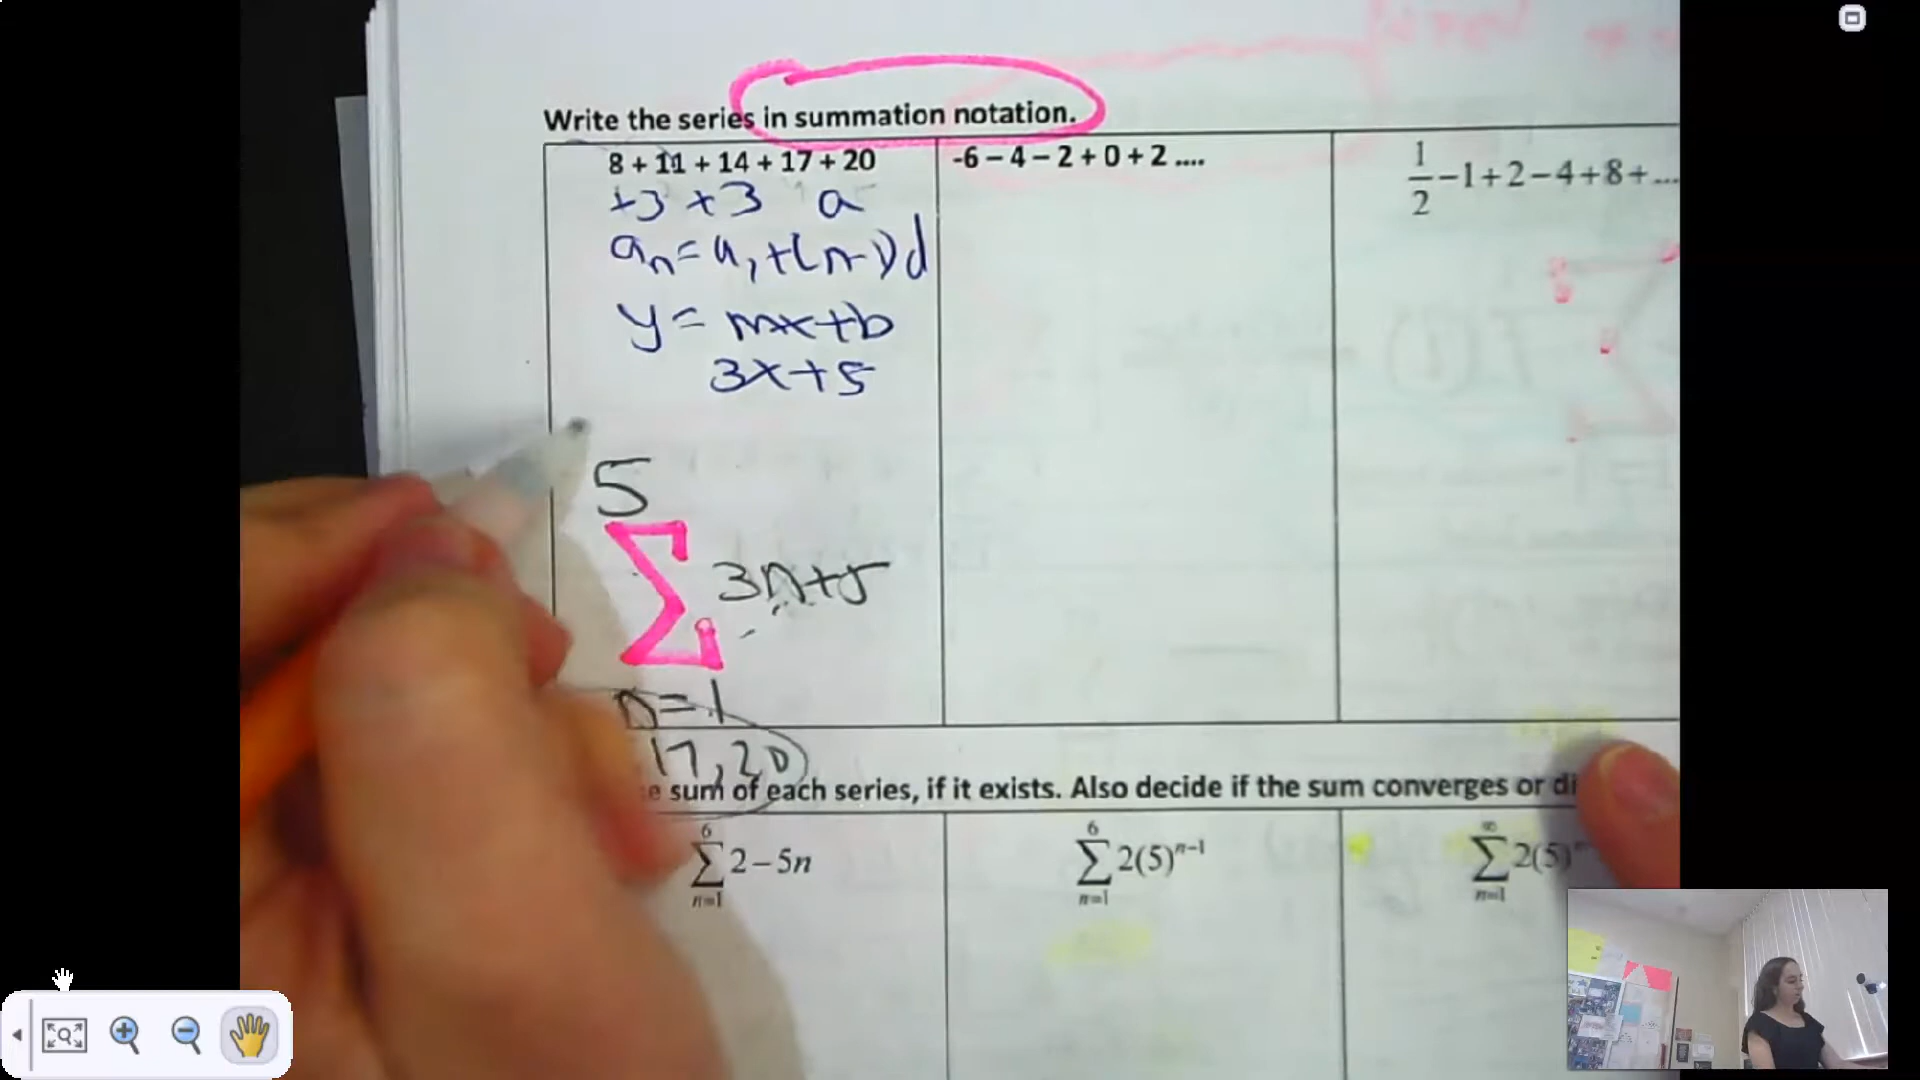 Write the series in summation notation.
8 + 11 + 14 + 17 + 20
-6 – 4 – 2 + 0 + 2 ....
1/2 −1+2−4+8+...
+3 +3 a
aₙ = a₁ + (n-1)d
y = mx+b
3x+5
5
∑ 3n+5
n=1
17, 20
e sum of each series, if it exists. Also decide if the sum converges or di
6
∑ 2 − 5n
n=1
6
∑ 2(5)ⁿ⁻¹
n=1
∞
∑ 2(5)
n=1